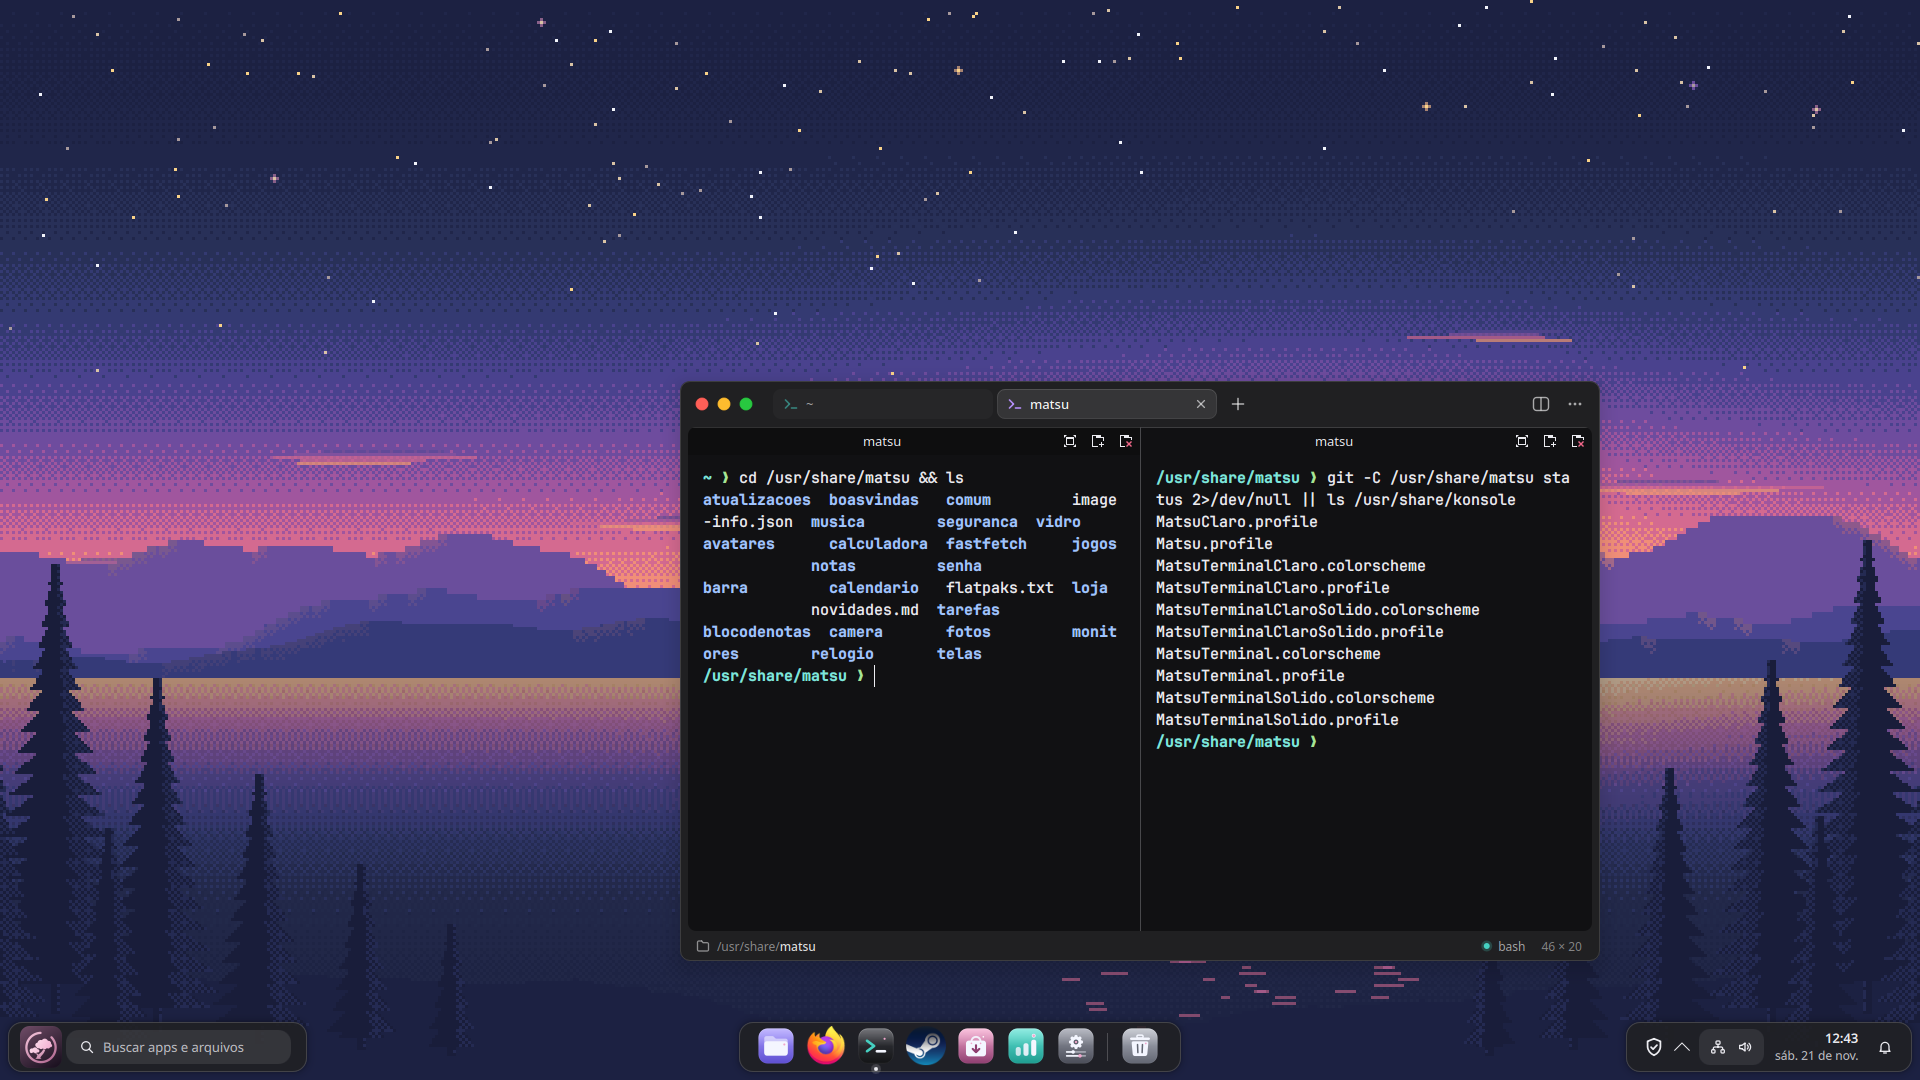 ~
matsu
matsu
matsu
~ ❯ cd /usr/share/matsu && ls
atualizacoes  boasvindas   comum         image
-info.json  musica        seguranca  vidro
avatares      calculadora  fastfetch     jogos
            notas         senha
barra         calendario   flatpaks.txt  loja
            novidades.md  tarefas
blocodenotas  camera       fotos         monit
ores        relogio       telas
/usr/share/matsu ❯
/usr/share/matsu ❯ git -C /usr/share/matsu sta
tus 2>/dev/null || ls /usr/share/konsole
MatsuClaro.profile
Matsu.profile
MatsuTerminalClaro.colorscheme
MatsuTerminalClaro.profile
MatsuTerminalClaroSolido.colorscheme
MatsuTerminalClaroSolido.profile
MatsuTerminal.colorscheme
MatsuTerminal.profile
MatsuTerminalSolido.colorscheme
MatsuTerminalSolido.profile
/usr/share/matsu ❯
/usr/share/matsu
bash
46 × 20
Buscar apps e arquivos
12:43
sáb. 21 de nov.